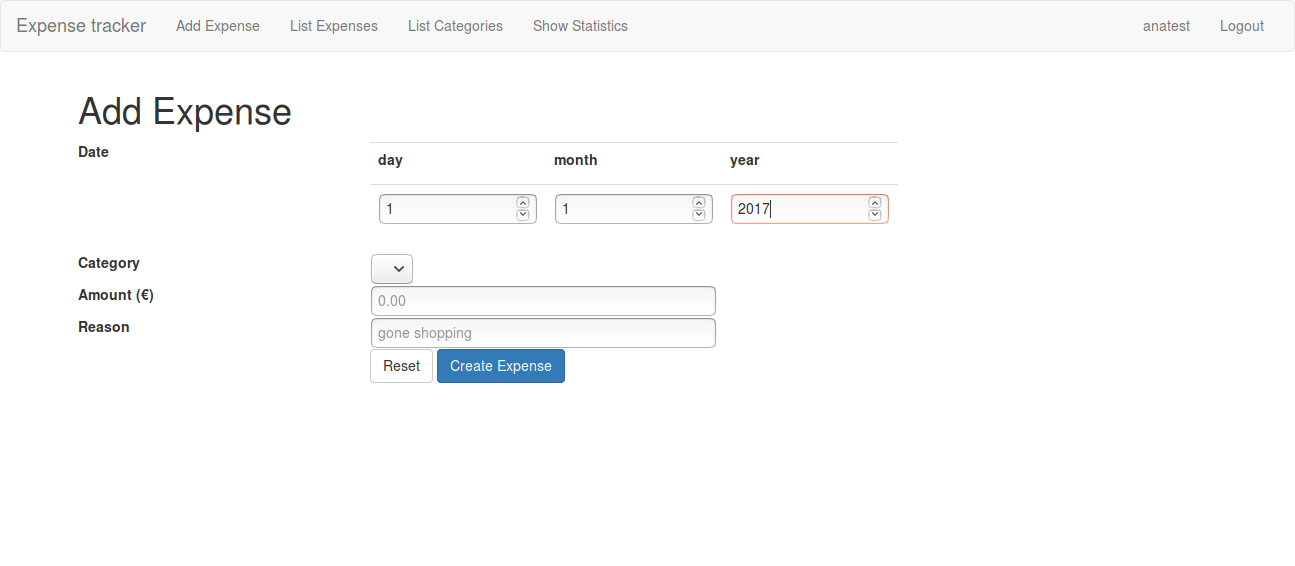 Expense tracker Add Expense List Expenses List Categories Show Statistics anatest Logout
Add Expense
Date day month year
1 1 2017
Category
Amount (€) 0.00
Reason gone shopping
Reset Create Expense